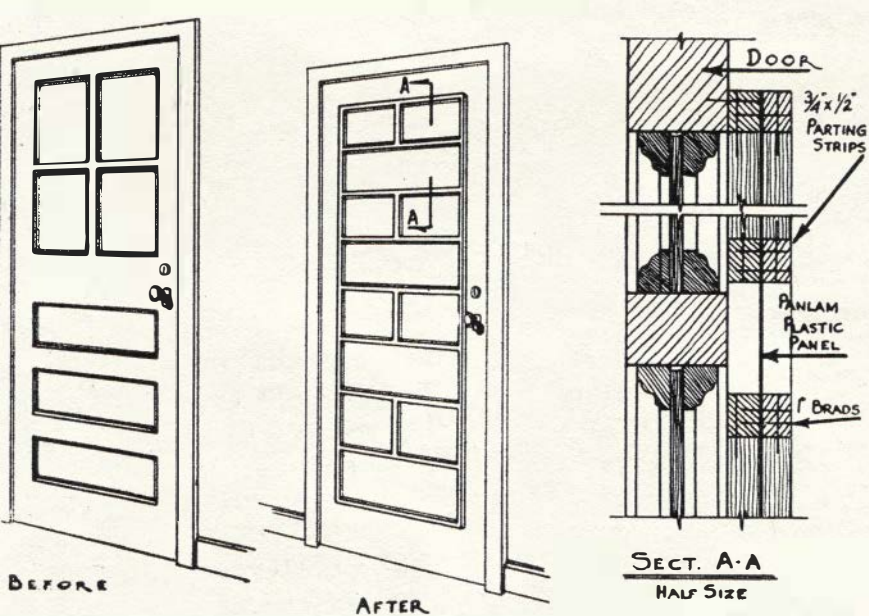 BEFORE
A
A
AFTER
DOOR
3/4" x 1/2"
PARTING
STRIPS
PANLAM
PLASTIC
PANEL
1" BRADS
SECT. A-A
HALF SIZE